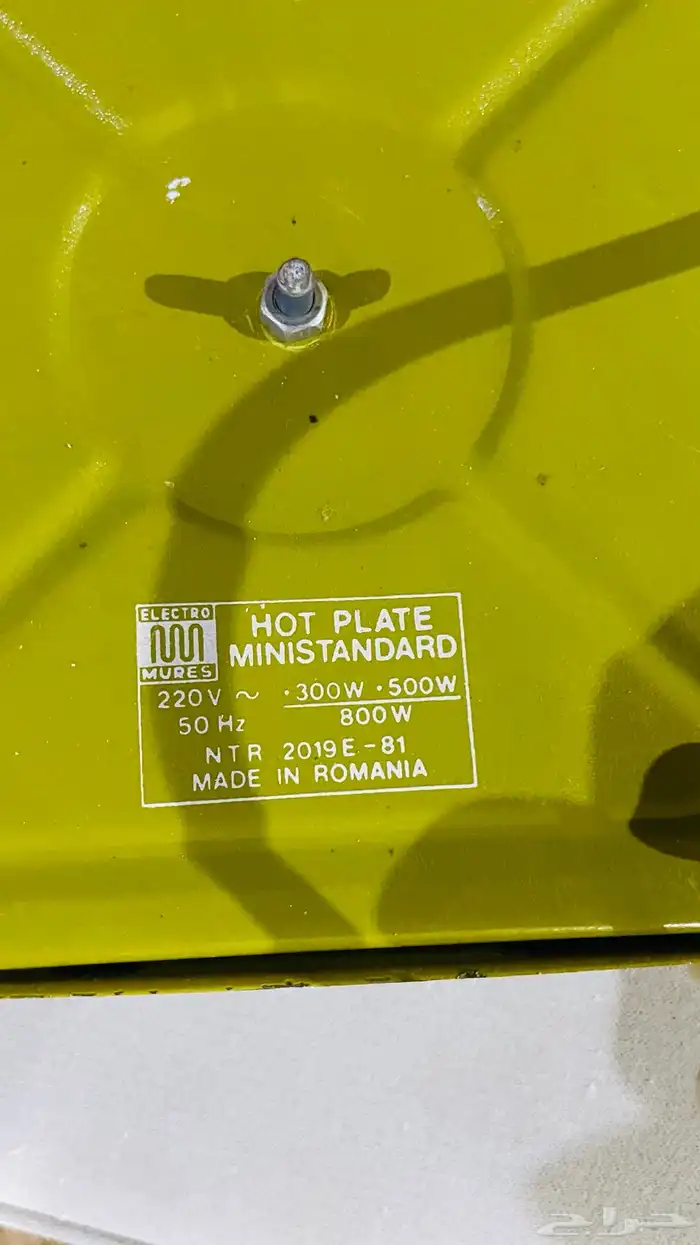 ELECTRO
MURES
HOT PLATE
MINISTANDARD
220V ~ ·300W ·500W
50 Hz 800W
NTR 2019E-81
MADE IN ROMANIA
حراج